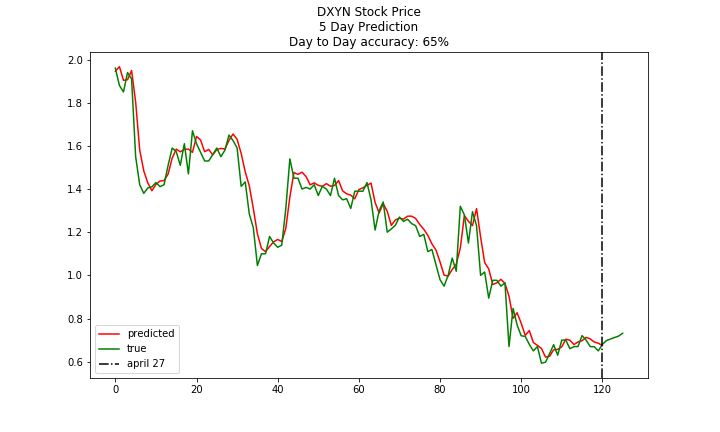 DXYN Stock Price
5 Day Prediction
Day to Day accuracy: 65%
2.0
1.8
1.6
1.4
1.2
1.0
0.8
0.6
predicted
true
april 27
0 20 40 60 80 100 120